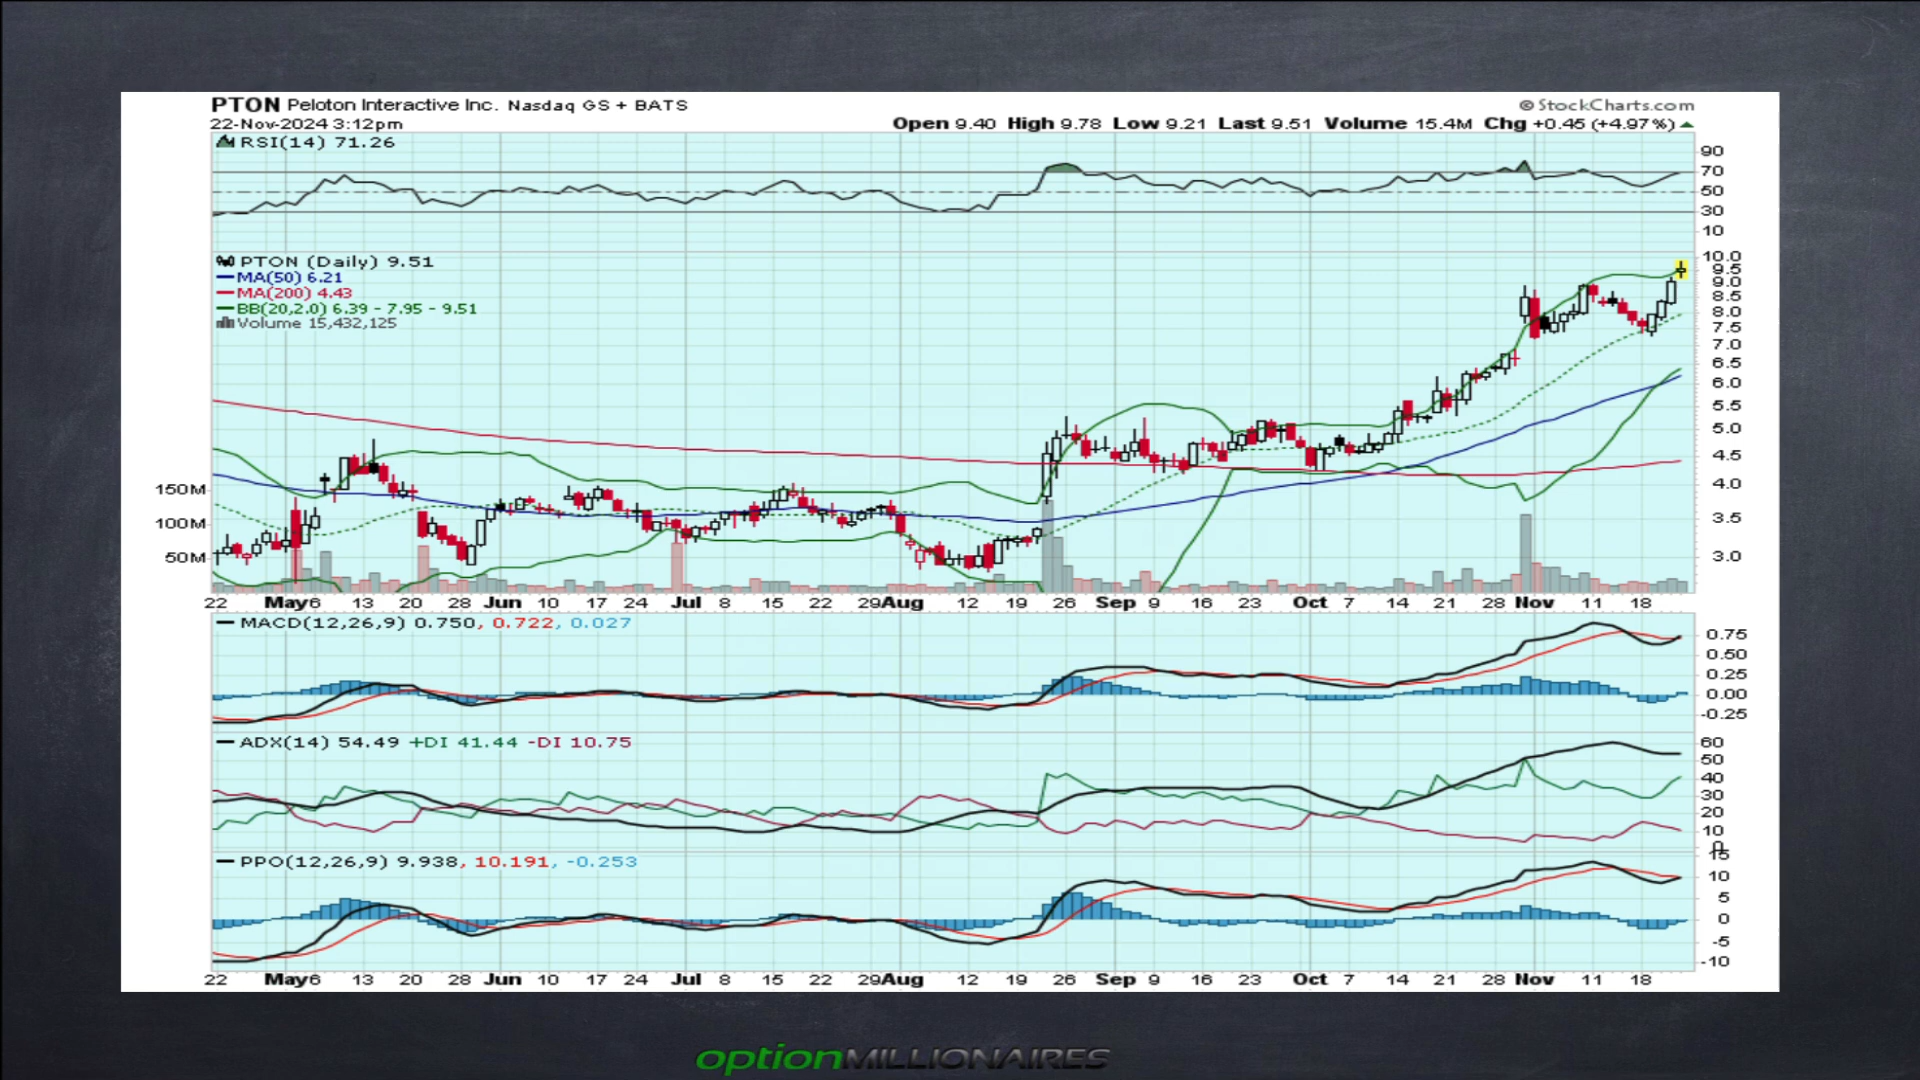 PTON Peloton Interactive Inc. Nasdaq GS + BATS
© StockCharts.com
22-Nov-2024 3:12pm
Open 9.40 High 9.78 Low 9.21 Last 9.51 Volume 15.4M Chg +0.45 (+4.97%)
RSI(14) 71.26
90
70
50
30
10
PTON (Daily) 9.51
MA(50) 6.21
MA(200) 4.43
BB(20,2.0) 6.39 - 7.95 - 9.51
Volume 15,432,125
10.0
9.5
9.0
8.5
8.0
7.5
7.0
6.5
6.0
5.5
5.0
4.5
4.0
3.5
3.0
150M
100M
50M
22 May 6 13 20 28 Jun 10 17 24 Jul 8 15 22 29 Aug 12 19 26 Sep 9 16 23 Oct 7 14 21 28 Nov 11 18
MACD(12,26,9) 0.750, 0.722, 0.027
0.75
0.50
0.25
0.00
-0.25
ADX(14) 54.49 +DI 41.44 -DI 10.75
60
50
40
30
20
10
0
PPO(12,26,9) 9.938, 10.191, -0.253
15
10
5
0
-5
-10
22 May 6 13 20 28 Jun 10 17 24 Jul 8 15 22 29 Aug 12 19 26 Sep 9 16 23 Oct 7 14 21 28 Nov 11 18
optionMILLIONAIRES